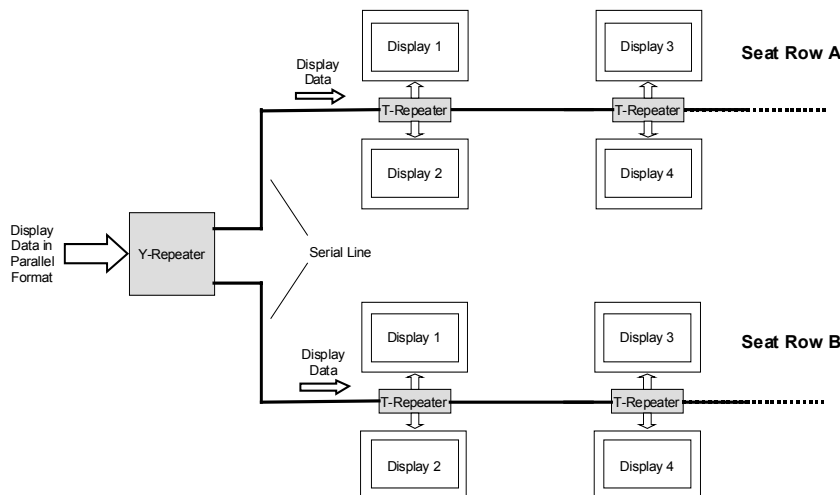 Display 1
Display 3
Seat Row A
Display
Data
T-Repeater
T-Repeater
Display 2
Display 4
Display
Data in
Parallel
Format
Y-Repeater
Serial Line
Display 1
Display 3
Seat Row B
Display
Data
T-Repeater
T-Repeater
Display 2
Display 4